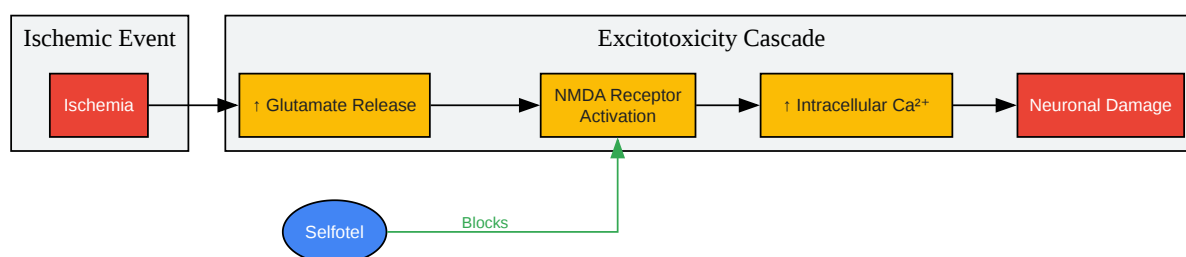 Ischemic Event
Excitotoxicity Cascade
Ischemia
↑ Glutamate Release
NMDA Receptor
Activation
↑ Intracellular Ca²⁺
Neuronal Damage
Blocks
Selfotel